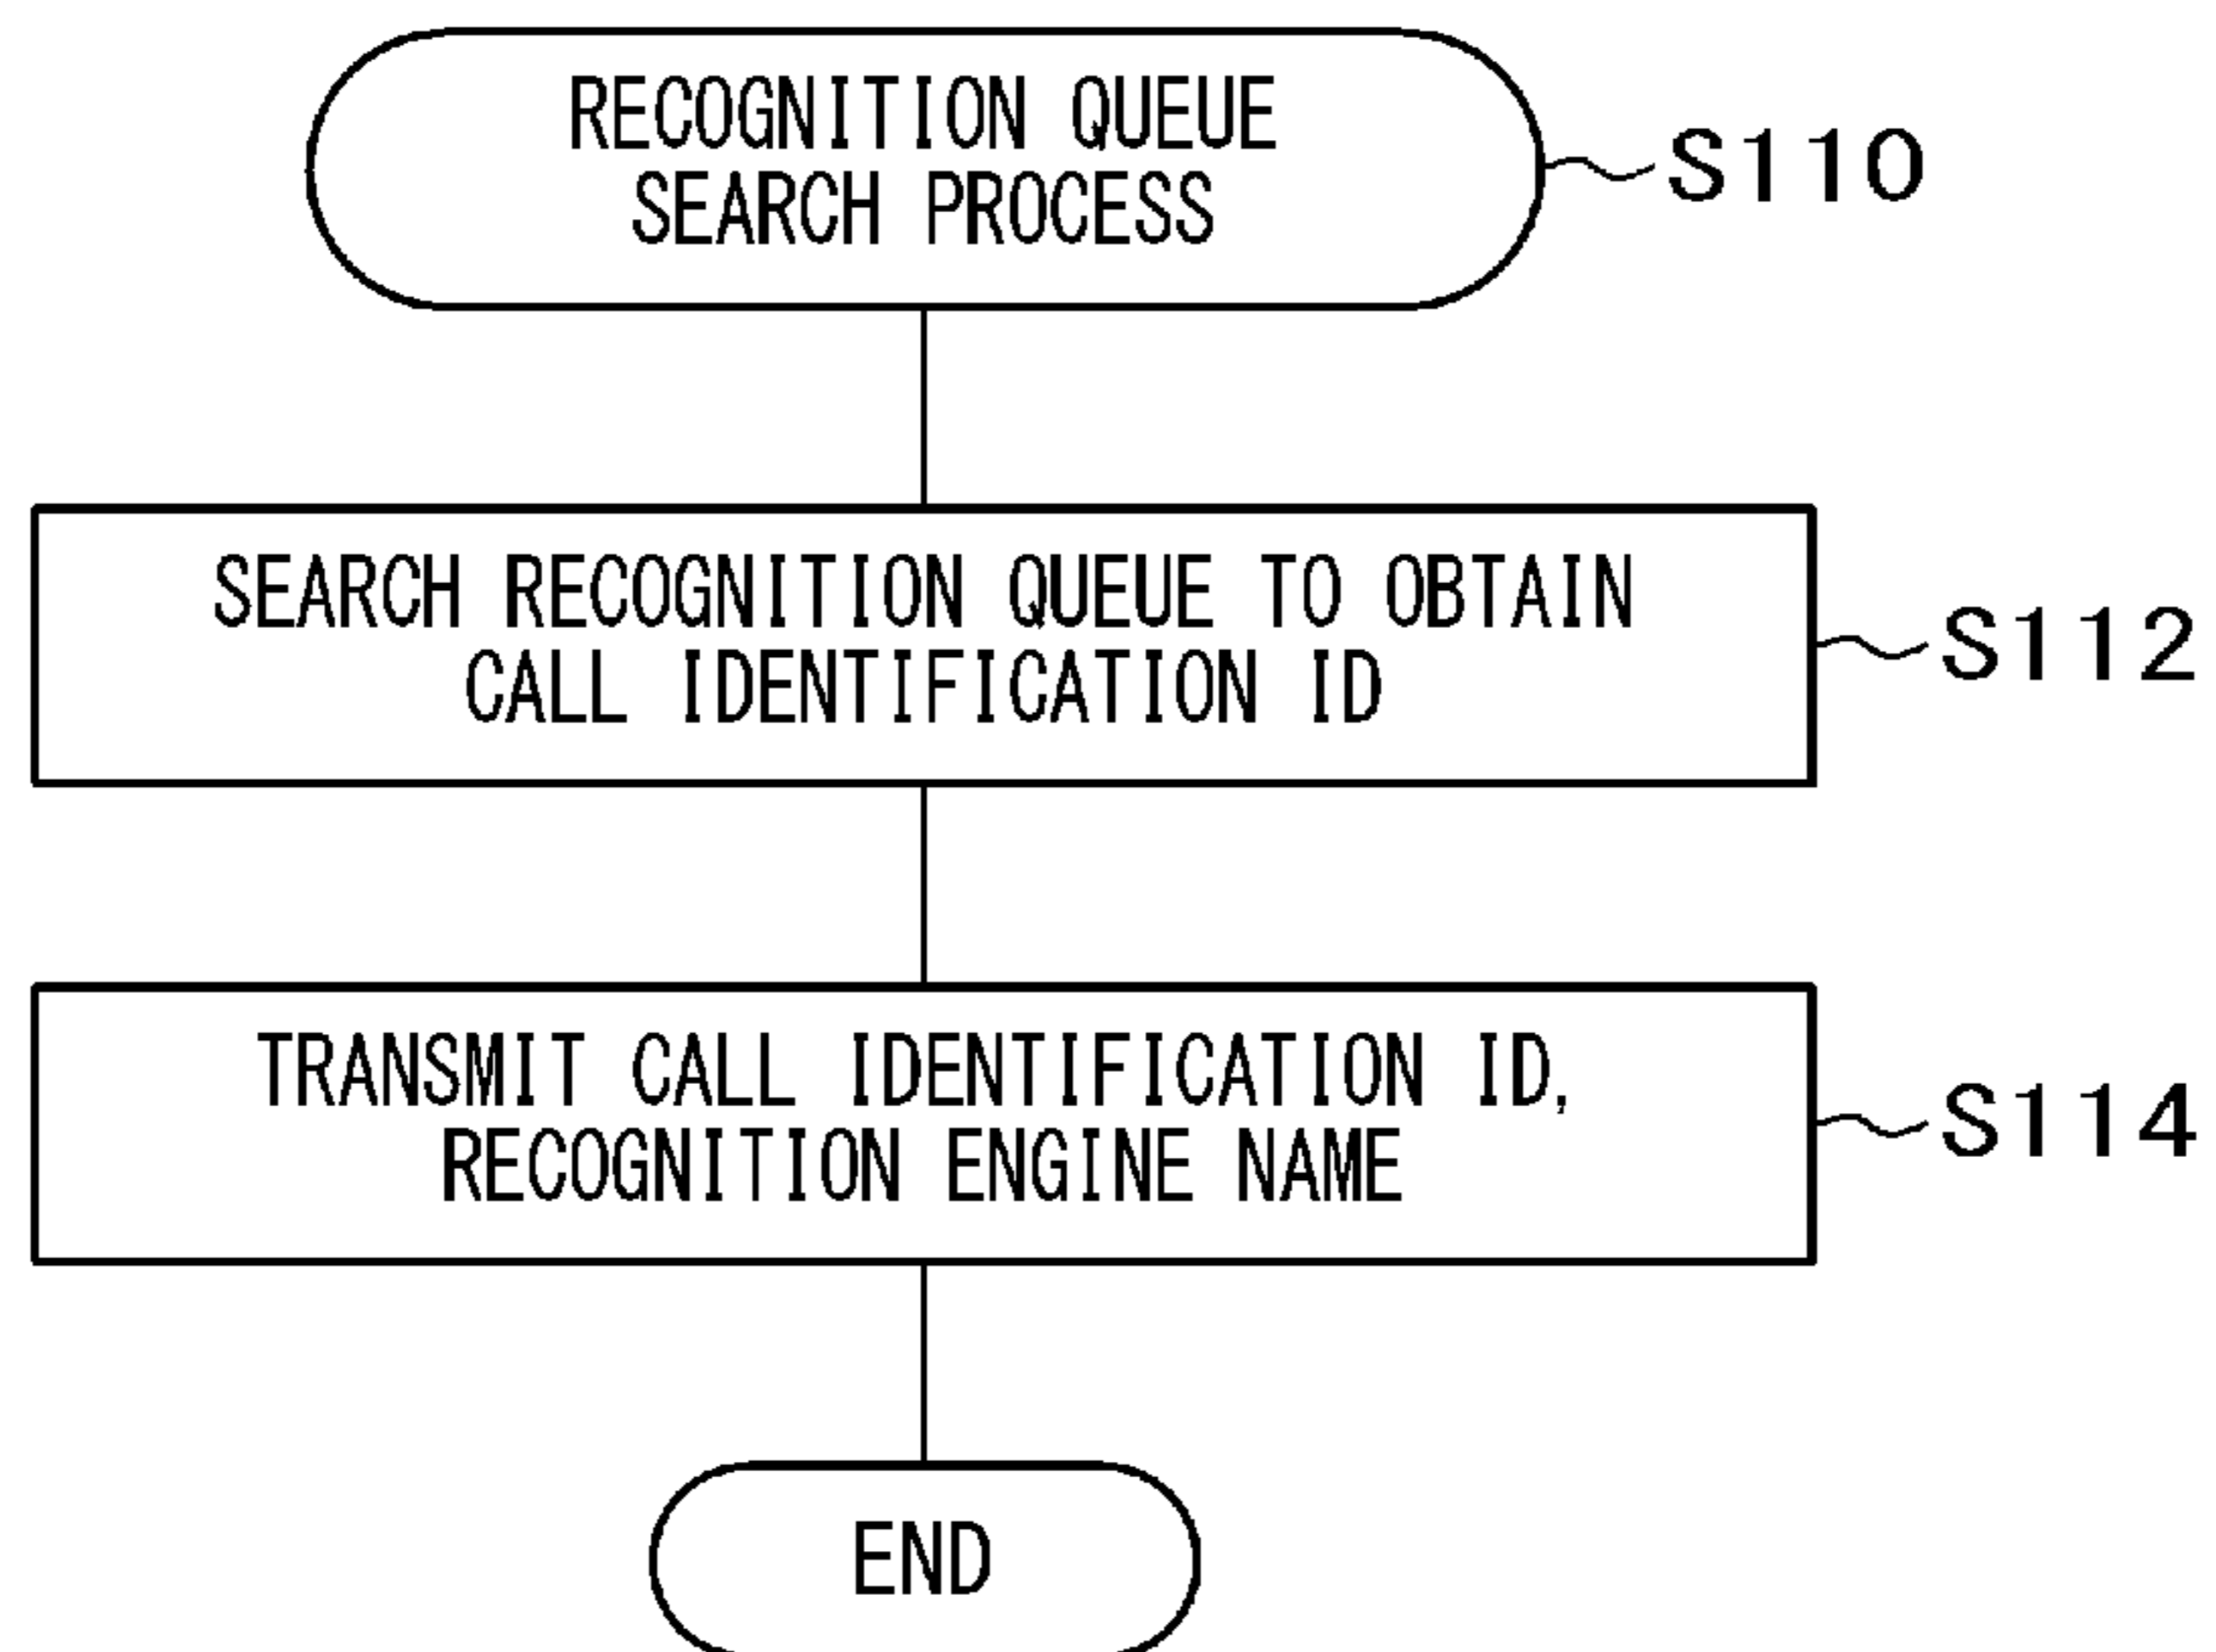 RECOGNITION QUEUE
SEARCH PROCESS
S110
SEARCH RECOGNITION QUEUE TO OBTAIN
CALL IDENTIFICATION ID
S112
TRANSMIT CALL IDENTIFICATION ID,
RECOGNITION ENGINE NAME
S114
END